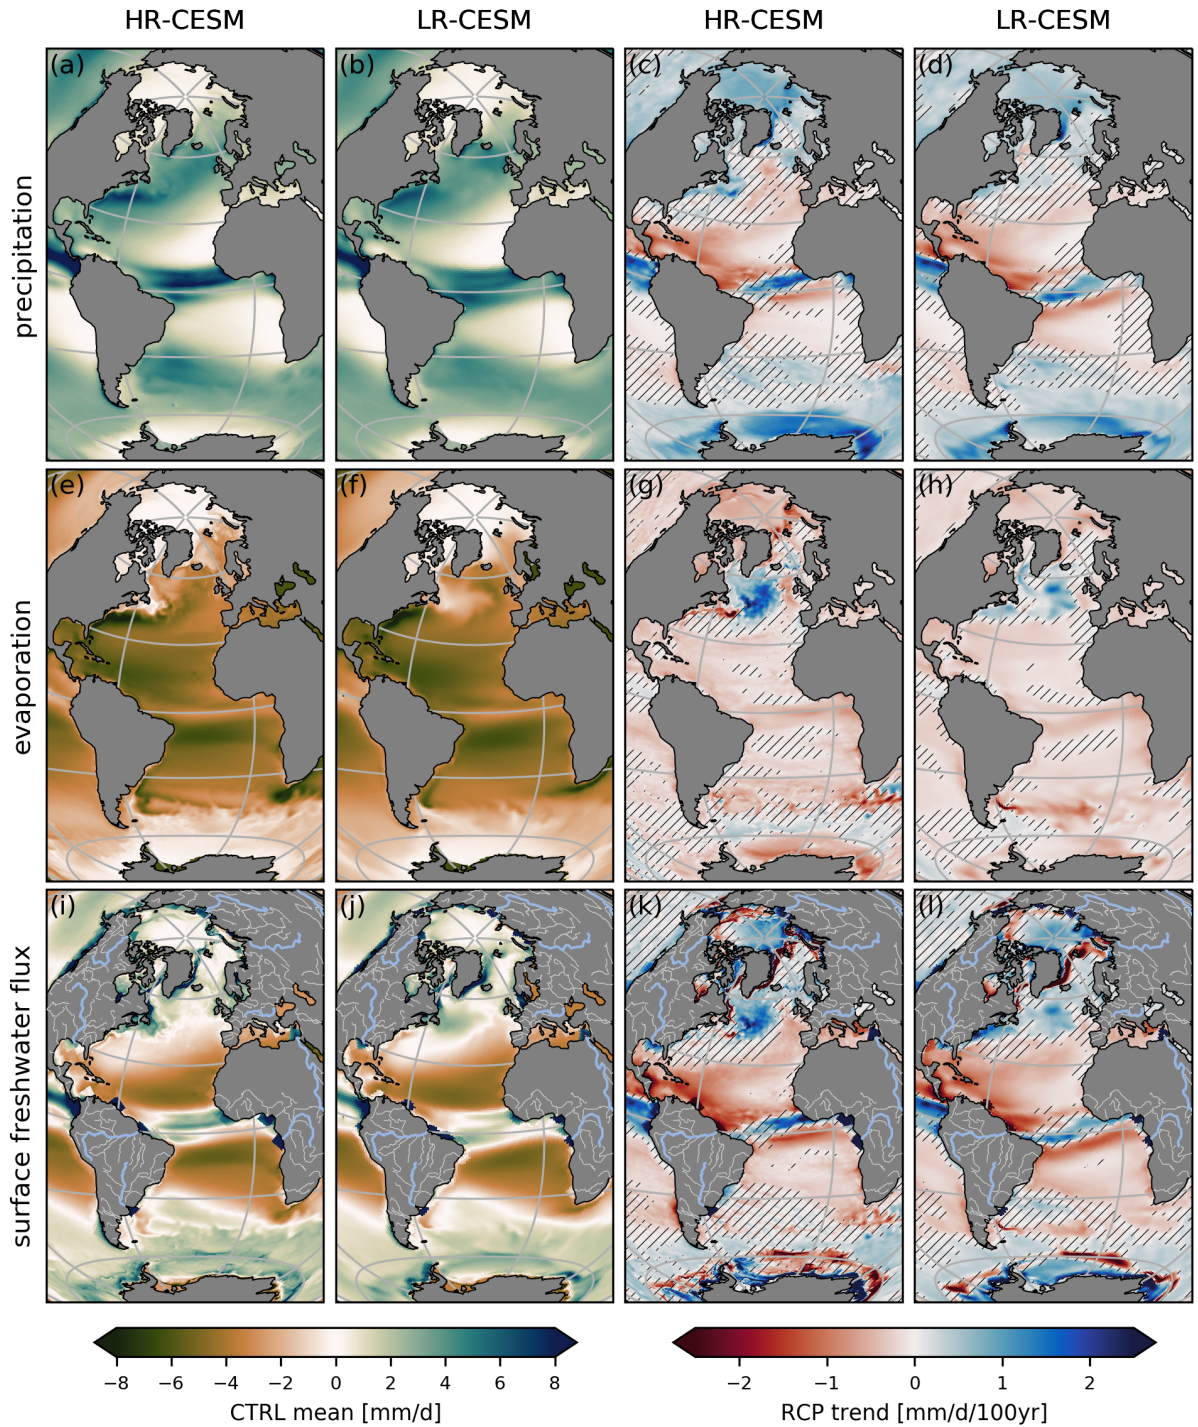 HR-CESM LR-CESM HR-CESM LR-CESM
(a) (b) (c) (d)
precipitation
(e) (f) (g) (h)
evaporation
(i) (j) (k) (l)
surface freshwater flux
−8 −6 −4 −2 0 2 4 6 8
CTRL mean [mm/d]
−2 −1 0 1 2
RCP trend [mm/d/100yr]